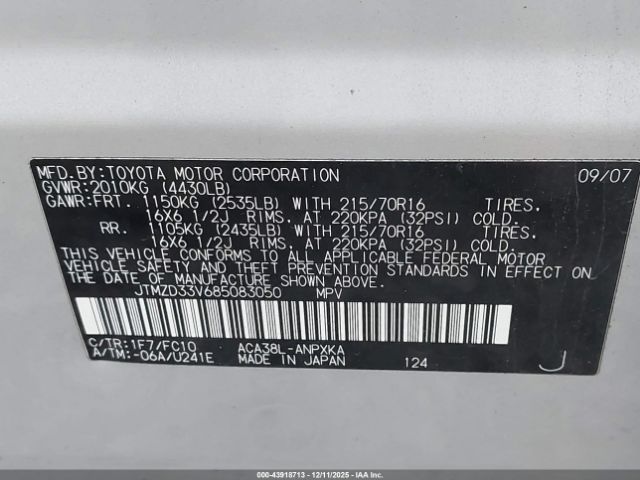 MFD.BY:TOYOTA MOTOR CORPORATION 09/07
GVWR:2010KG (4430LB)
GAWR:FRT. 1150KG (2535LB) WITH 215/70R16 TIRES.
16X6 1/2J RIMS. AT 220KPA (32PSI) COLD.
RR. 1105KG (2435LB) WITH 215/70R16 TIRES.
16X6 1/2J RIMS. AT 220KPA (32PSI) COLD.
THIS VEHICLE CONFORMS TO ALL APPLICABLE FEDERAL MOTOR
VEHICLE SAFETY AND BUMPER STANDARDS IN EFFECT ON
THE DATE OF MANUFACTURE SHOWN ABOVE.
JTMZD33V685083050 MPV
C/TR:1F7/FC10 ACA38L-ANPXKA
A/TM:-06A/U241E MADE IN JAPAN 124 J
000-43918713 - 12/11/2025 - IAAI.COM